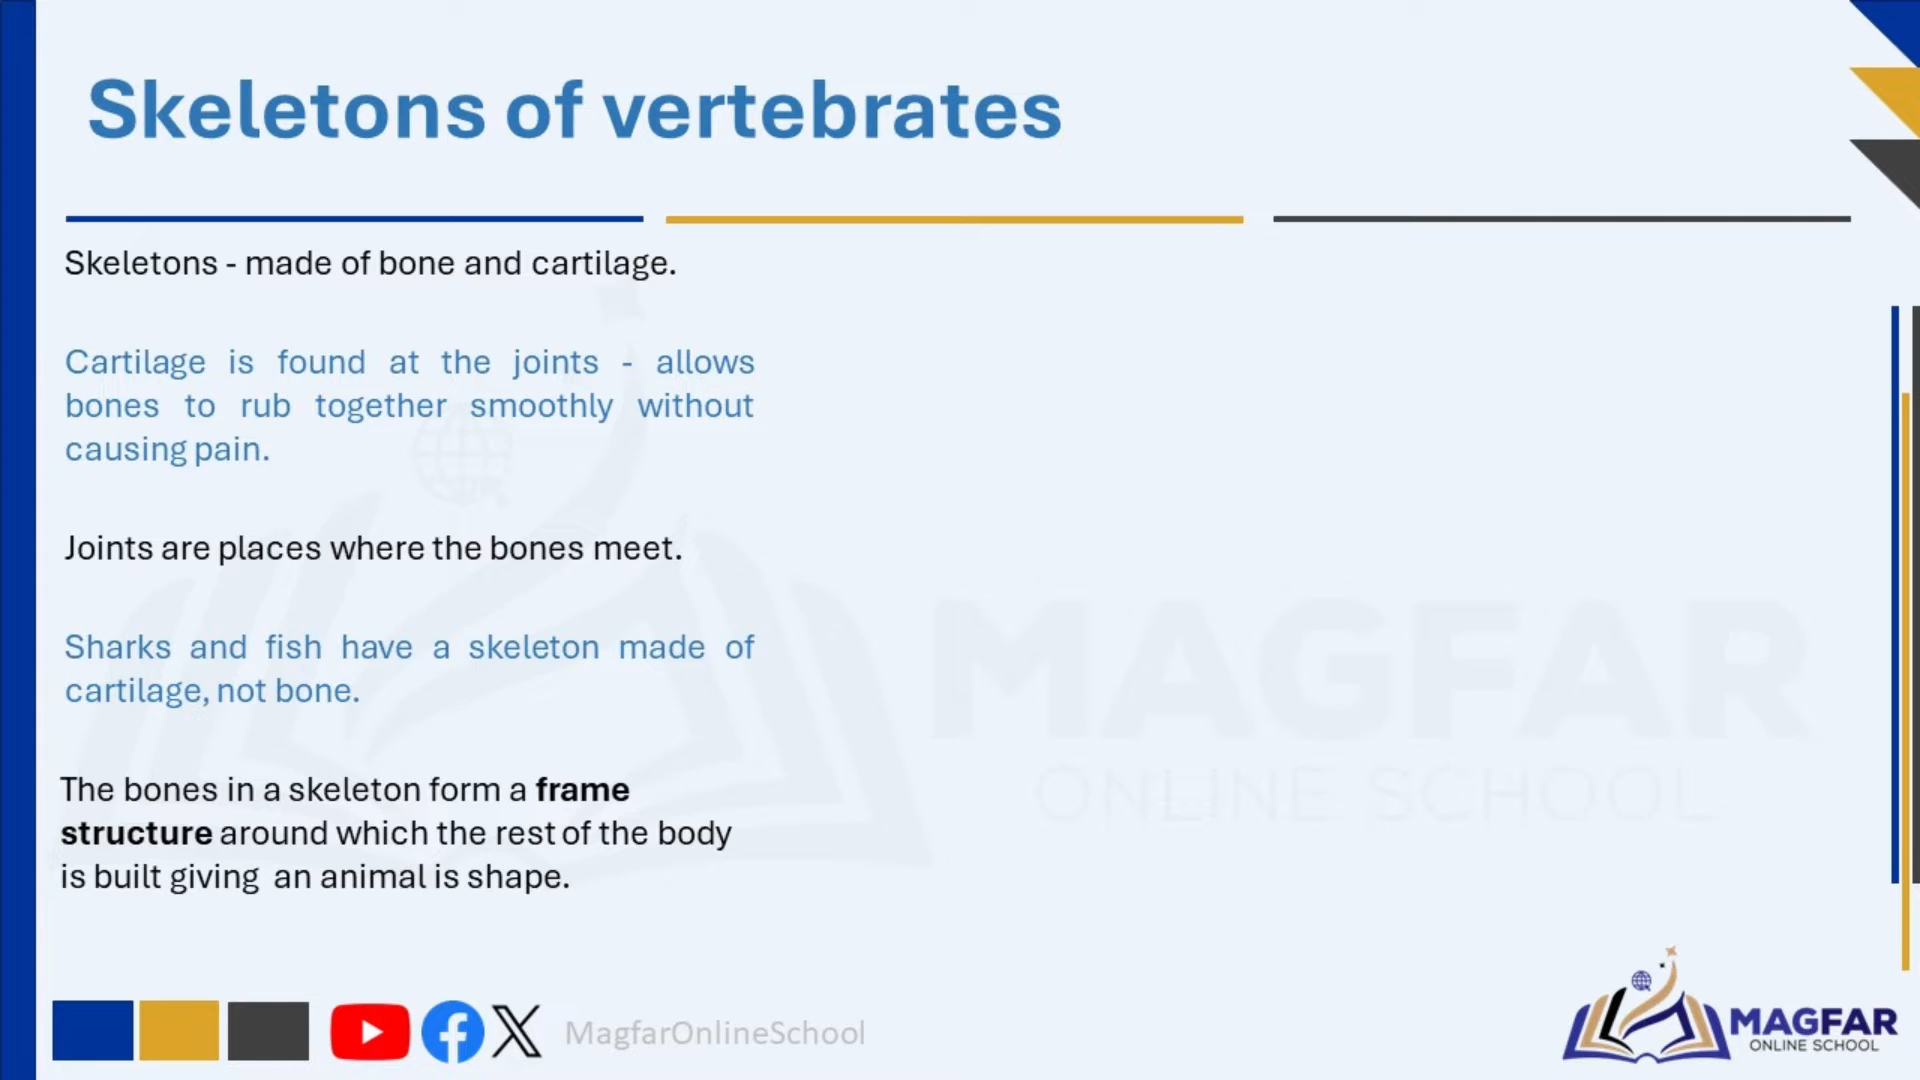 Skeletons of vertebrates
Skeletons - made of bone and cartilage.
Cartilage is found at the joints - allows
bones to rub together smoothly without
causing pain.
Joints are places where the bones meet.
Sharks and fish have a skeleton made of
cartilage, not bone.
The bones in a skeleton form a frame
structure around which the rest of the body
is built giving an animal is shape.
MAGFAR
ONLINE SCHOOL
MagfarOnlineSchool
MAGFAR
ONLINE SCHOOL